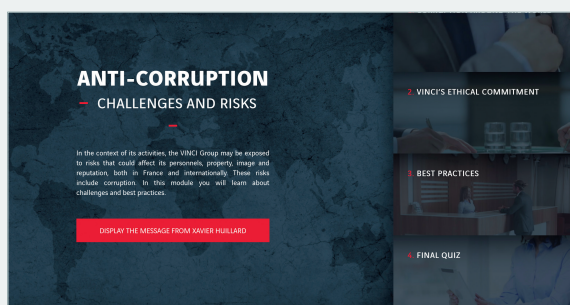 ANTI-CORRUPTION
CHALLENGES AND RISKS
In the context of its activities, the VINCI Group may be exposed
to risks that could affect its personnels, property, image and
reputation, both in France and internationally. These risks
include corruption. In this module you will learn about
challenges and best practices.
DISPLAY THE MESSAGE FROM XAVIER HUILLARD
2. VINCI'S ETHICAL COMMITMENT
3. BEST PRACTICES
4. FINAL QUIZ